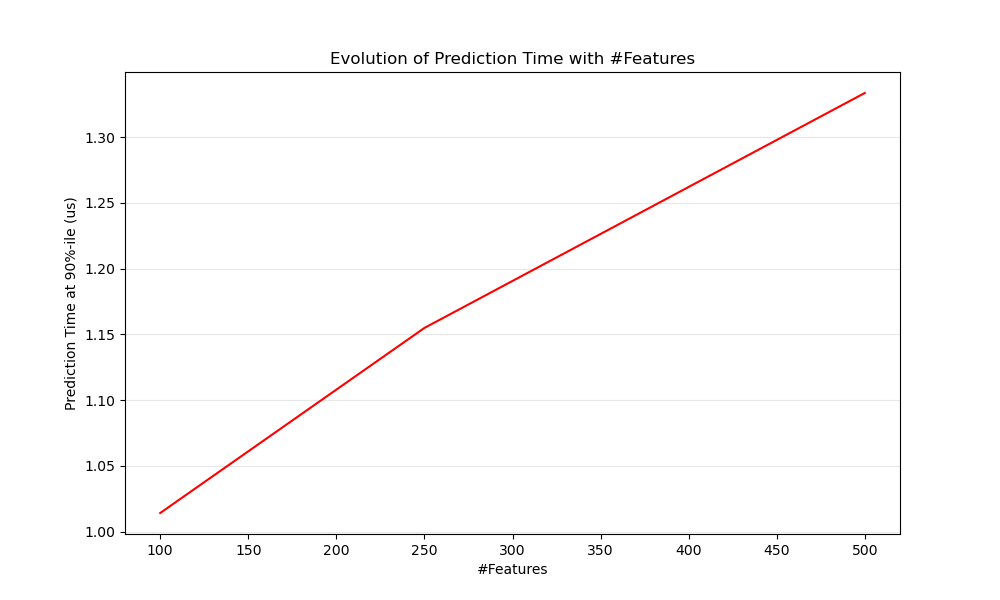 Evolution of Prediction Time with #Features
Prediction Time at 90%-ile (us)
1.30
1.25
1.20
1.15
1.10
1.05
1.00
100 150 200 250 300 350 400 450 500
#Features